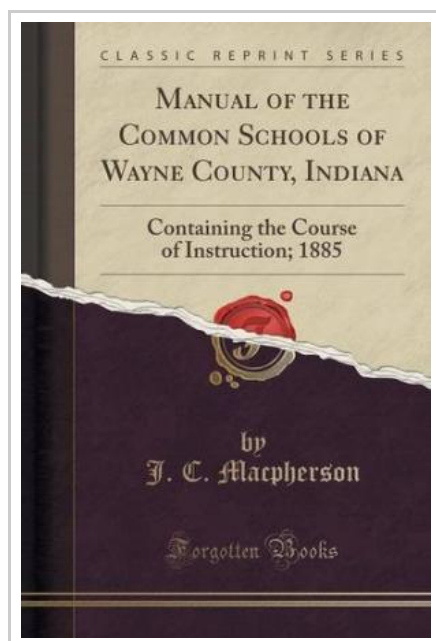 CLASSIC REPRINT SERIES
MANUAL OF THE
COMMON SCHOOLS OF
WAYNE COUNTY, INDIANA
Containing the Course
of Instruction; 1885
by
J. C. Macpherson
Forgotten Books